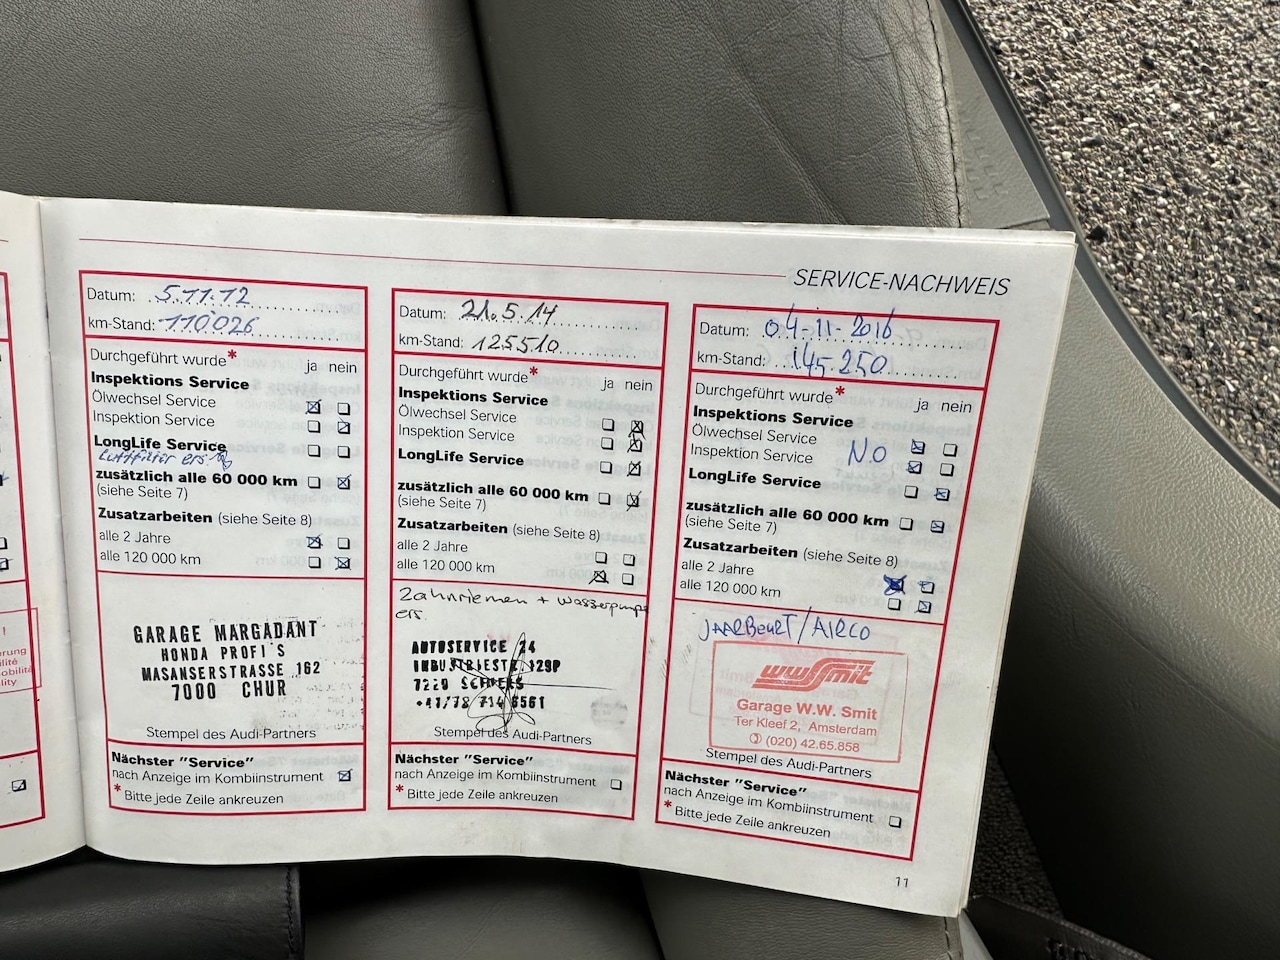 SERVICE-NACHWEIS
Datum: 5.11.12
km-Stand: 110026
Durchgeführt wurde* ja nein
Inspektions Service
Ölwechsel Service
Inspektion Service
LongLife Service
Luftfilter ers.
zusätzlich alle 60 000 km
(siehe Seite 7)
Zusatzarbeiten (siehe Seite 8)
alle 2 Jahre
alle 120 000 km
GARAGE MARGADANT
HONDA PROFI'S
MASANSERSTRASSE 162
7000 CHUR
Stempel des Audi-Partners
Nächster "Service"
nach Anzeige im Kombiinstrument
* Bitte jede Zeile ankreuzen
Datum: 21.5.14
km-Stand: 125510
Durchgeführt wurde* ja nein
Inspektions Service
Ölwechsel Service
Inspektion Service
LongLife Service
zusätzlich alle 60 000 km
(siehe Seite 7)
Zusatzarbeiten (siehe Seite 8)
alle 2 Jahre
alle 120 000 km
Zahnriemen + Wasserpumpe
ers.
AUTOSERVICE 24
INDUSTRIESTR 129P
Stempel des Audi-Partners
Nächster "Service"
nach Anzeige im Kombiinstrument
* Bitte jede Zeile ankreuzen
Datum: 04-11-2016
km-Stand: 145.250
Durchgeführt wurde* ja nein
Inspektions Service
Ölwechsel Service
Inspektion Service N.O
LongLife Service
zusätzlich alle 60 000 km
(siehe Seite 7)
Zusatzarbeiten (siehe Seite 8)
alle 2 Jahre
alle 120 000 km
JAARBEURT/AIRCO
wwSmit
Garage W.W. Smit
Ter Kleef 2, Amsterdam
(020) 42.65.858
Stempel des Audi-Partners
Nächster "Service"
nach Anzeige im Kombiinstrument
* Bitte jede Zeile ankreuzen
11